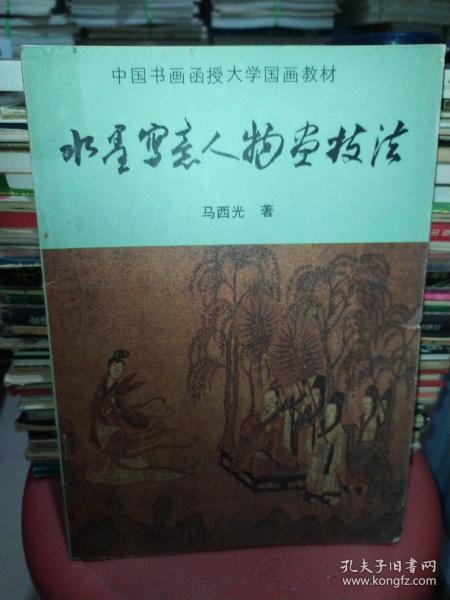 中国书画函授大学国画教材
水墨写意人物画技法
马西光 著
孔夫子旧书网
www.kongfz.com